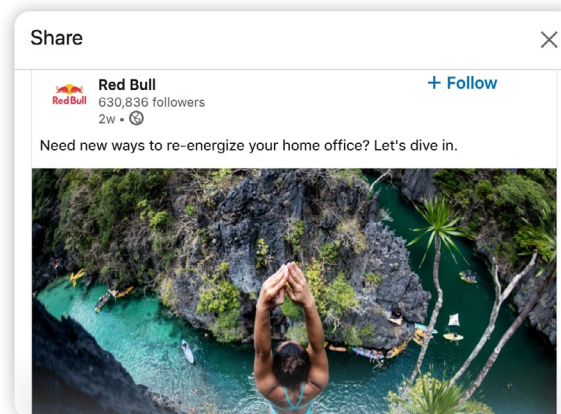 Share
Red Bull
Red Bull
+ Follow
630,836 followers
2w •
Need new ways to re-energize your home office? Let's dive in.